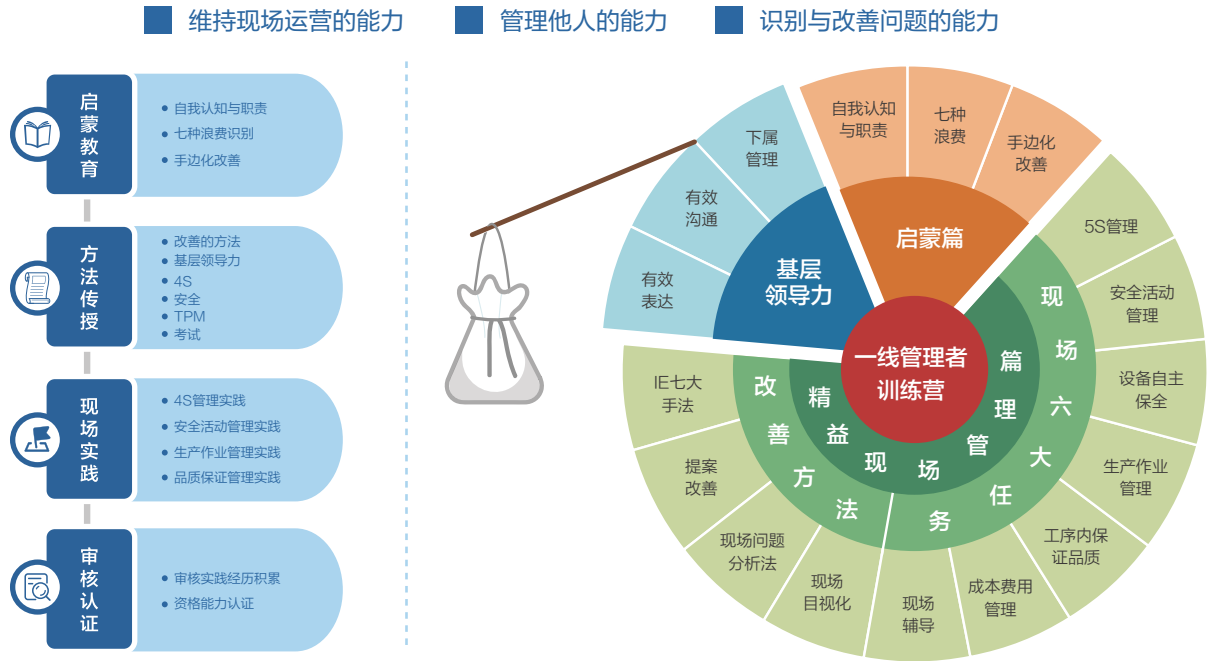 维持现场运营的能力
管理他人的能力
识别与改善问题的能力
启蒙教育
自我认知与职责
七种浪费识别
手边化改善
方法传授
改善的方法
基层领导力
4S
安全
TPM
考试
现场实践
4S管理实践
安全活动管理实践
生产作业管理实践
品质保证管理实践
审核认证
审核实践经历积累
资格能力认证
一线管理者
训练营
启蒙篇
自我认知
与职责
七种
浪费
手边化
改善
基层
领导力
下属
管理
有效
沟通
有效
表达
精益现场管理篇
现场六大任务
5S管理
安全活动
管理
设备自主
保全
生产作业
管理
工序内保
证品质
成本费用
管理
现场
辅导
改善方法
现场
目视化
现场问题
分析法
提案
改善
IE七大
手法